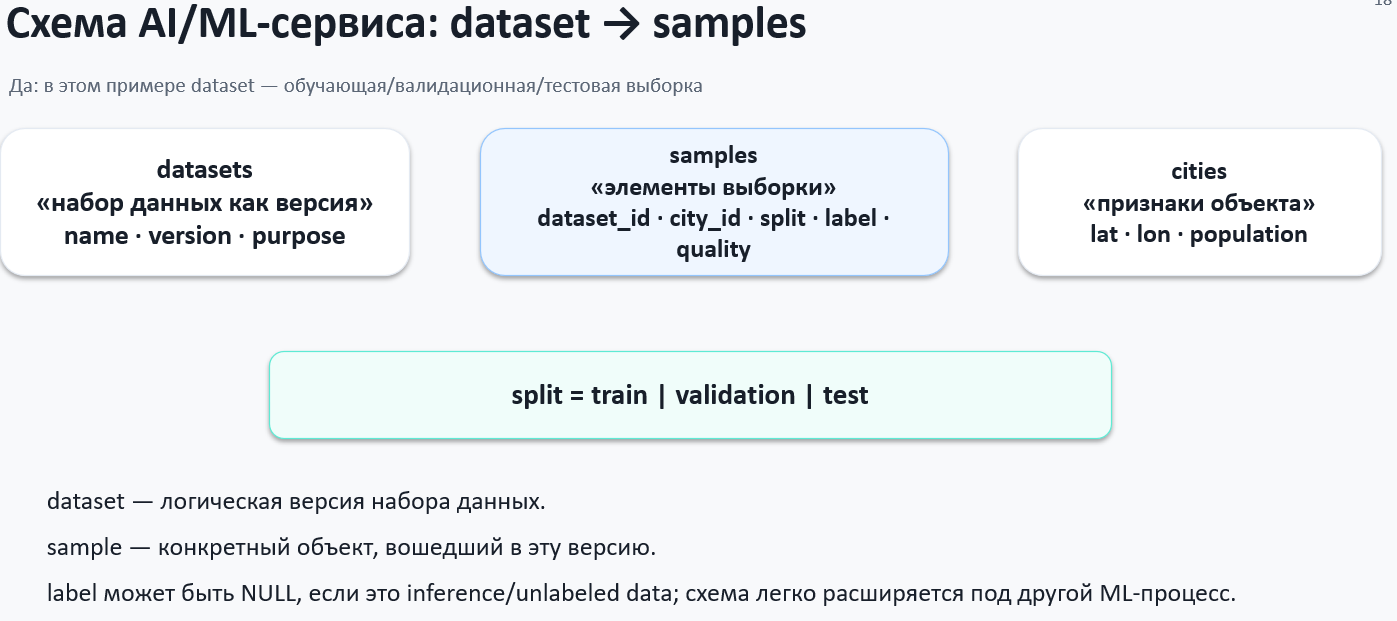 18
Схема AI/ML-сервиса: dataset → samples
Да: в этом примере dataset — обучающая/валидационная/тестовая выборка
datasets
«набор данных как версия»
name · version · purpose
samples
«элементы выборки»
dataset_id · city_id · split · label ·
quality
cities
«признаки объекта»
lat · lon · population
split = train | validation | test
dataset — логическая версия набора данных.
sample — конкретный объект, вошедший в эту версию.
label может быть NULL, если это inference/unlabeled data; схема легко расширяется под другой ML-процесс.